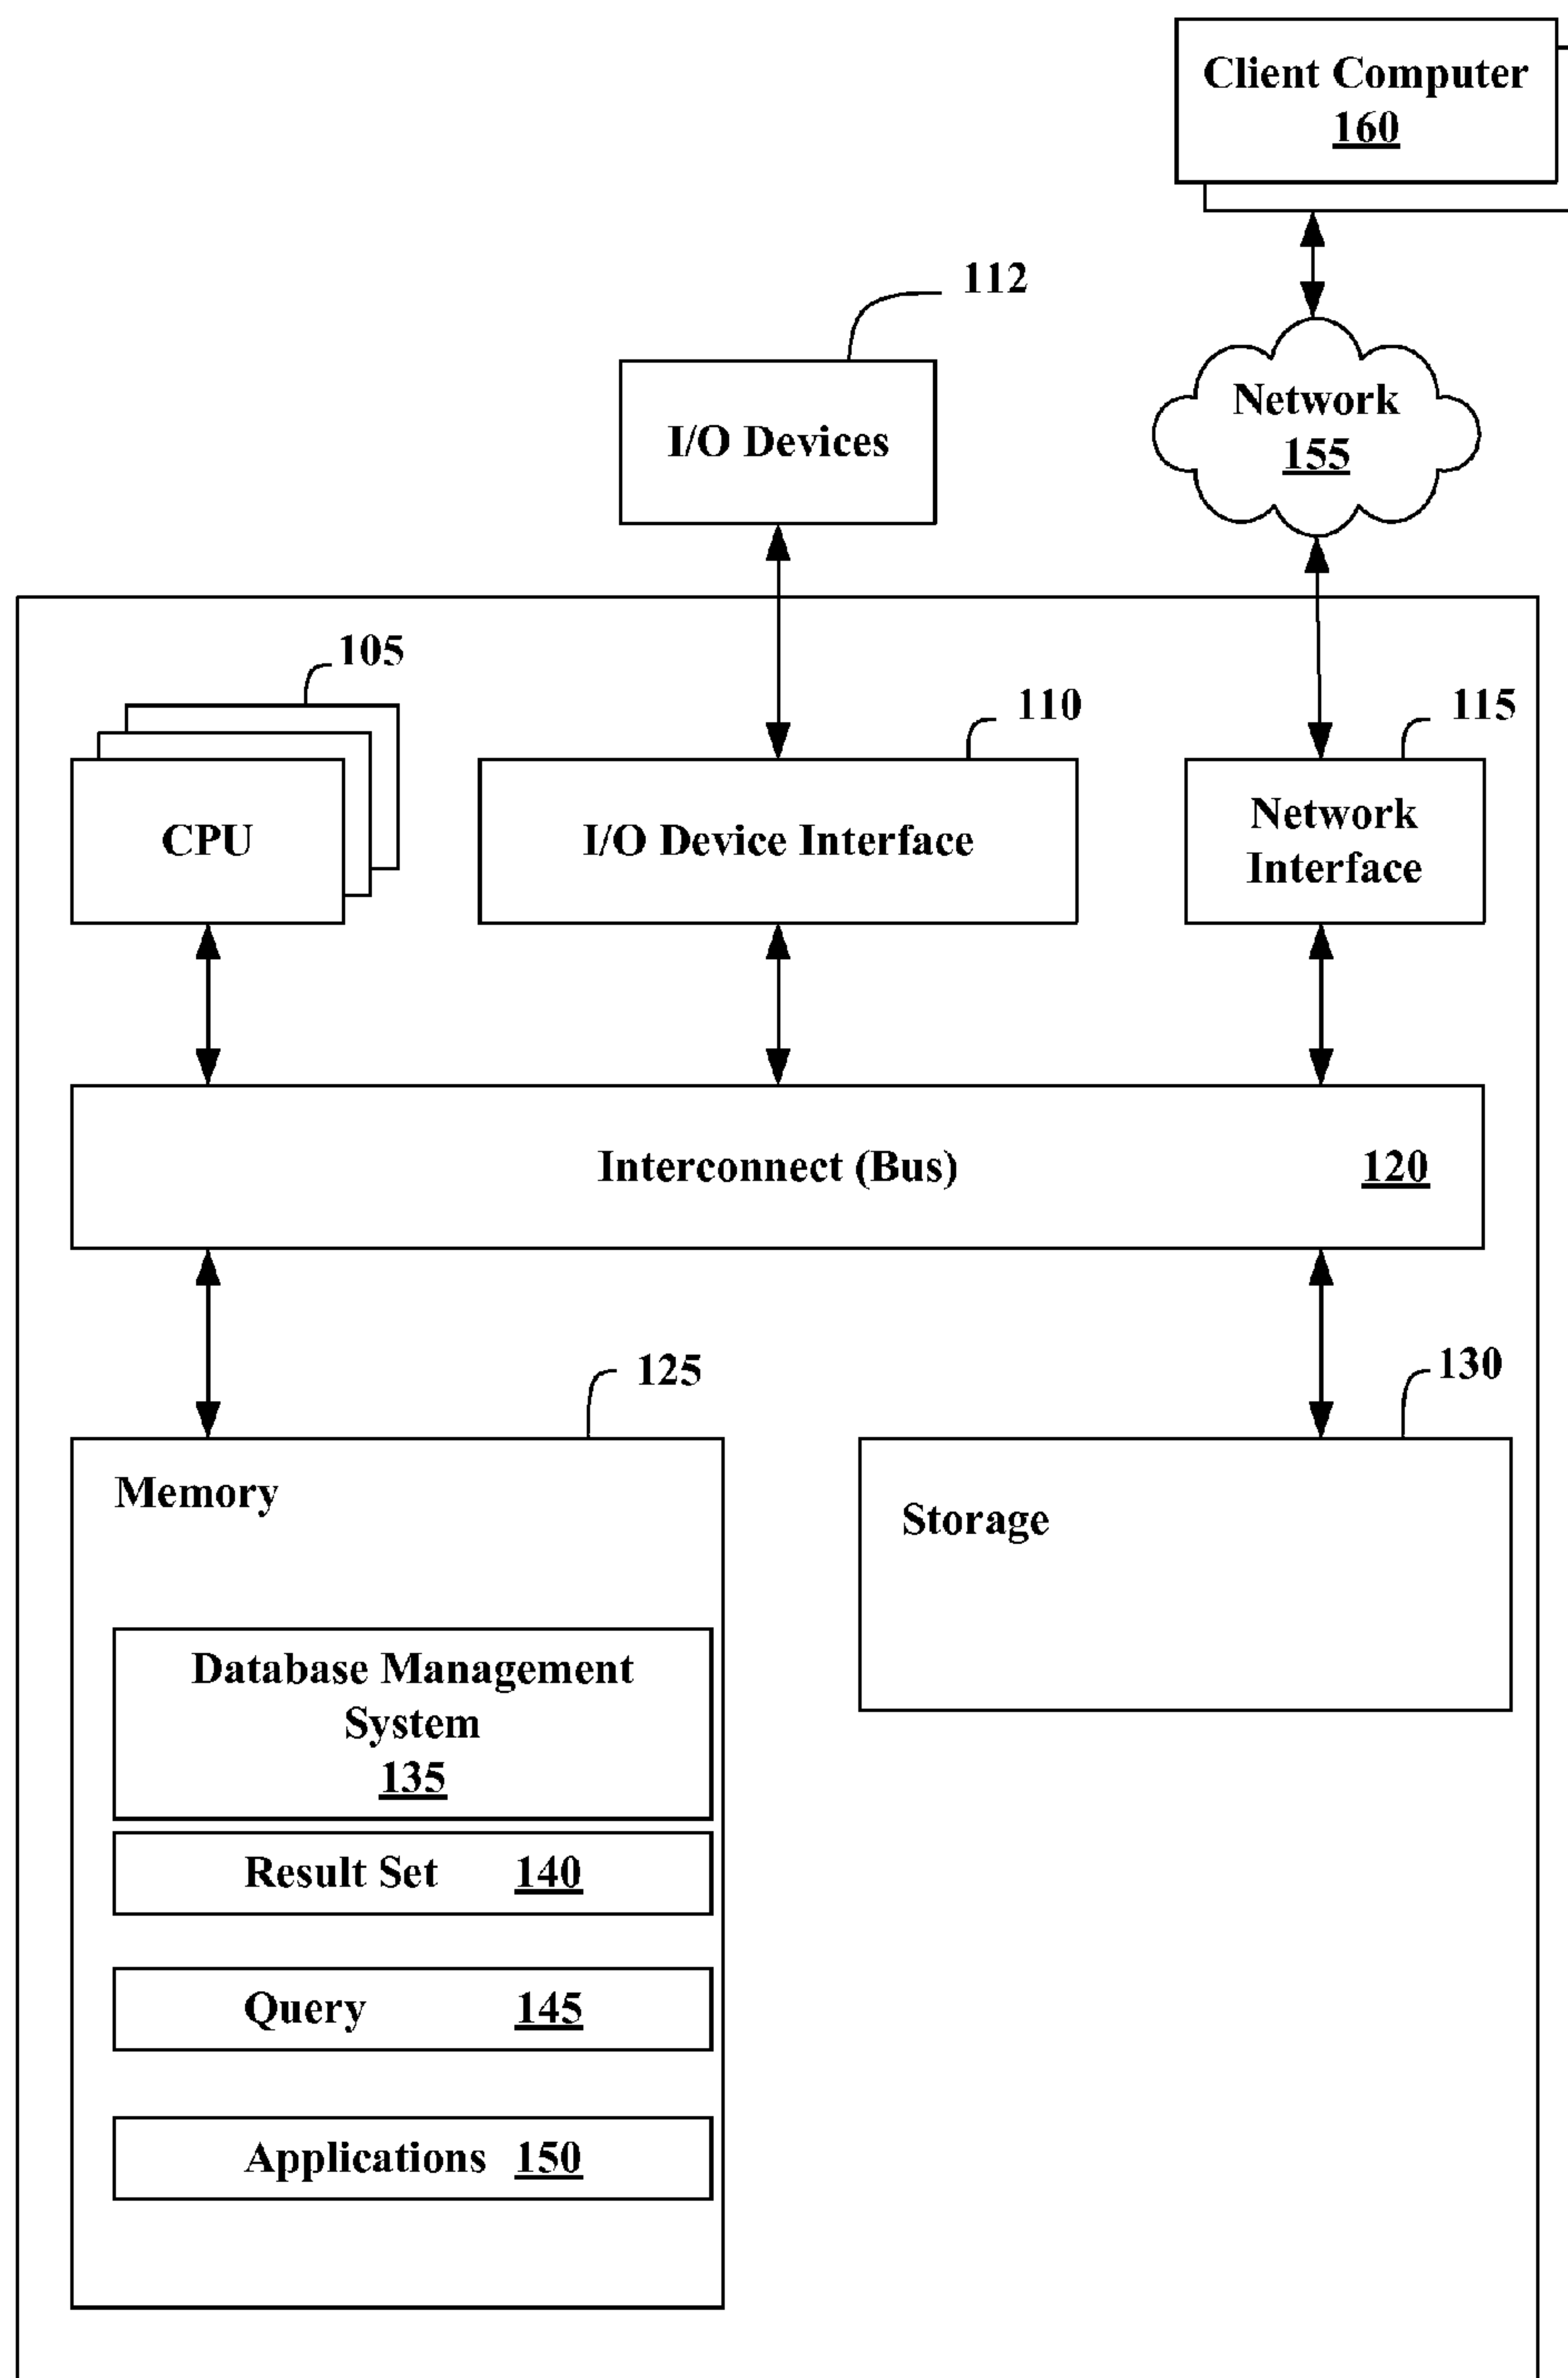 Client Computer
160
112
I/O Devices
Network
155
105
110
115
CPU
I/O Device Interface
Network
Interface
Interconnect (Bus) 120
125
130
Memory
Storage
Database Management
System
135
Result Set 140
Query 145
Applications 150